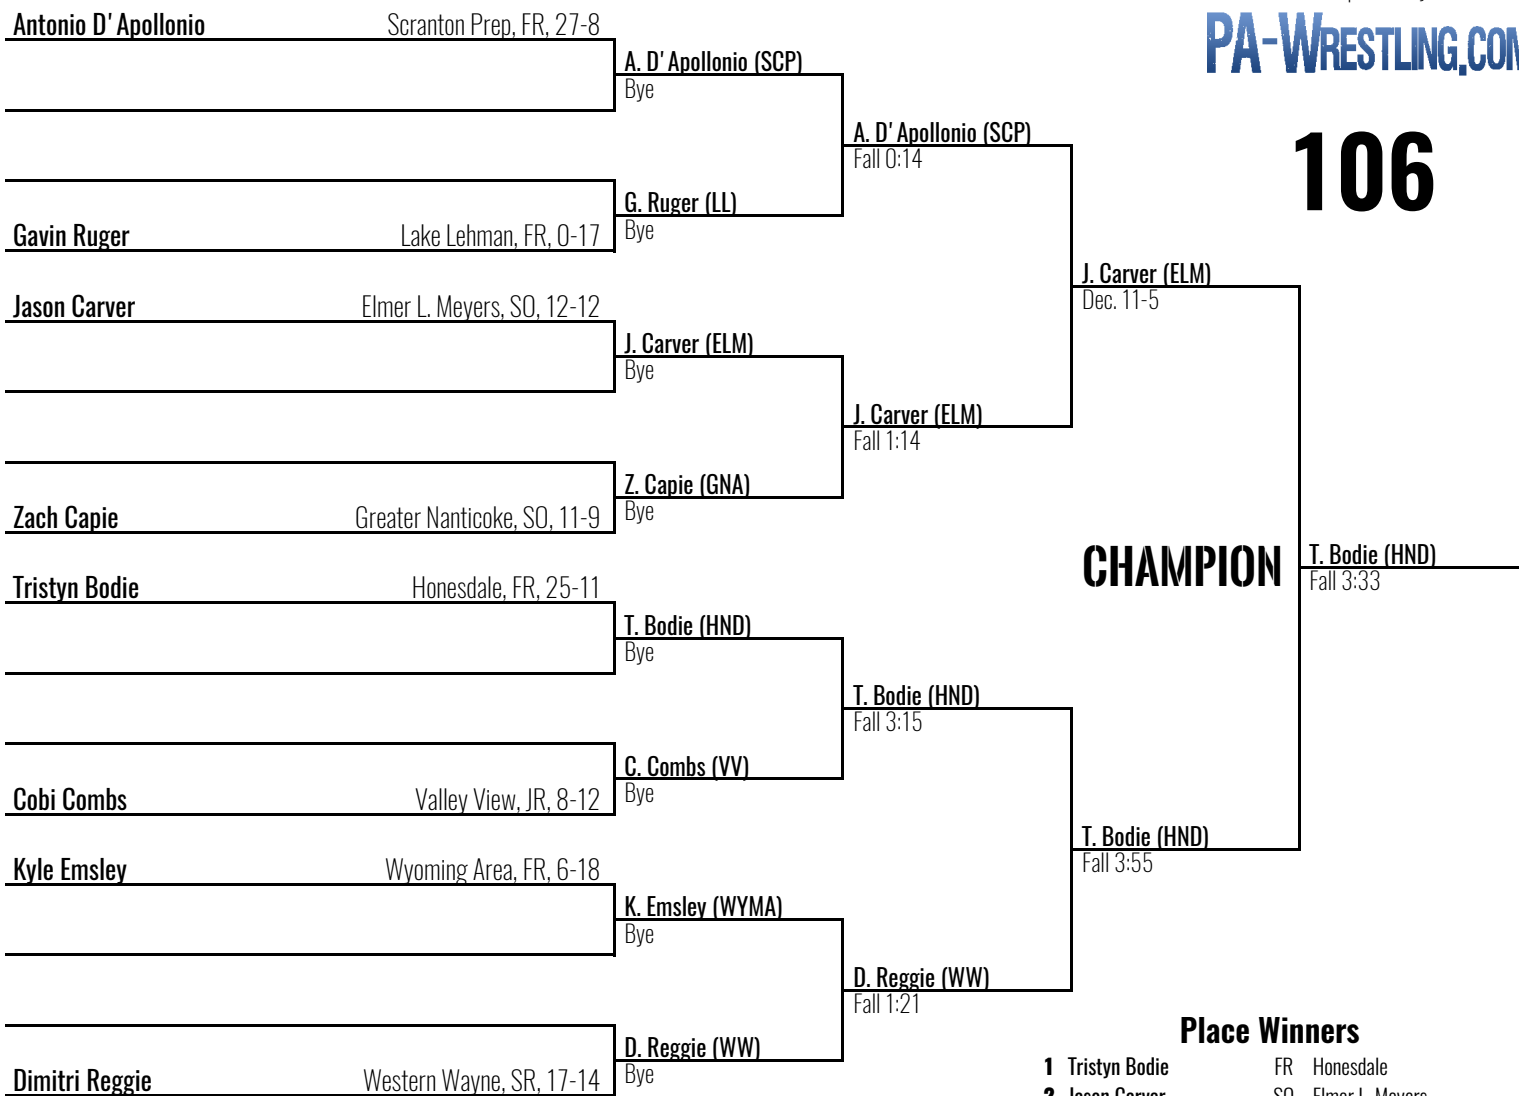 PA-WRESTLING.COM
106
Antonio D'Apollonio Scranton Prep, FR, 27-8
A. D'Apollonio (SCP)
Bye
A. D'Apollonio (SCP)
Fall 0:14
G. Ruger (LL)
Bye
Gavin Ruger Lake Lehman, FR, 0-17
J. Carver (ELM)
Dec. 11-5
Jason Carver Elmer L. Meyers, SO, 12-12
J. Carver (ELM)
Bye
J. Carver (ELM)
Fall 1:14
Z. Capie (GNA)
Bye
Zach Capie Greater Nanticoke, SO, 11-9
CHAMPION
T. Bodie (HND)
Fall 3:33
Tristyn Bodie Honesdale, FR, 25-11
T. Bodie (HND)
Bye
T. Bodie (HND)
Fall 3:15
C. Combs (VV)
Bye
Cobi Combs Valley View, JR, 8-12
T. Bodie (HND)
Fall 3:55
Kyle Emsley Wyoming Area, FR, 6-18
K. Emsley (WYMA)
Bye
D. Reggie (WW)
Fall 1:21
D. Reggie (WW)
Bye
Dimitri Reggie Western Wayne, SR, 17-14
Place Winners
1 Tristyn Bodie FR Honesdale
2 Jason Carver SO Elmer L. Meyers